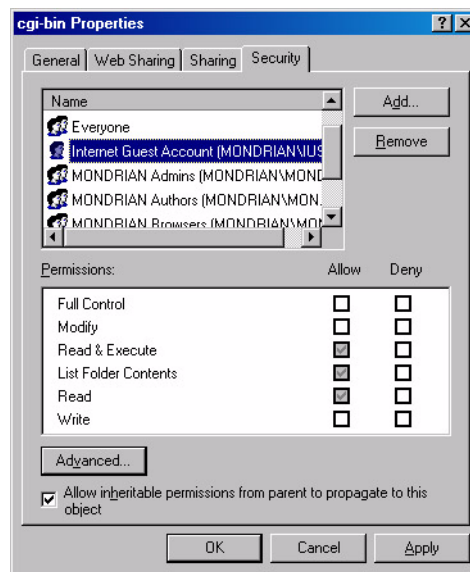 cgi-bin Properties
General Web Sharing Sharing Security
Name
Everyone
Internet Guest Account (MONDRIAN\IUS
MONDRIAN Admins (MONDRIAN\MOND
MONDRIAN Authors (MONDRIAN\MON.
MONDRIAN Browsers (MONDRIAN\MON
Add...
Remove
Permissions: Allow Deny
Full Control
Modify
Read & Execute
List Folder Contents
Read
Write
Advanced...
Allow inheritable permissions from parent to propagate to this
object
OK Cancel Apply